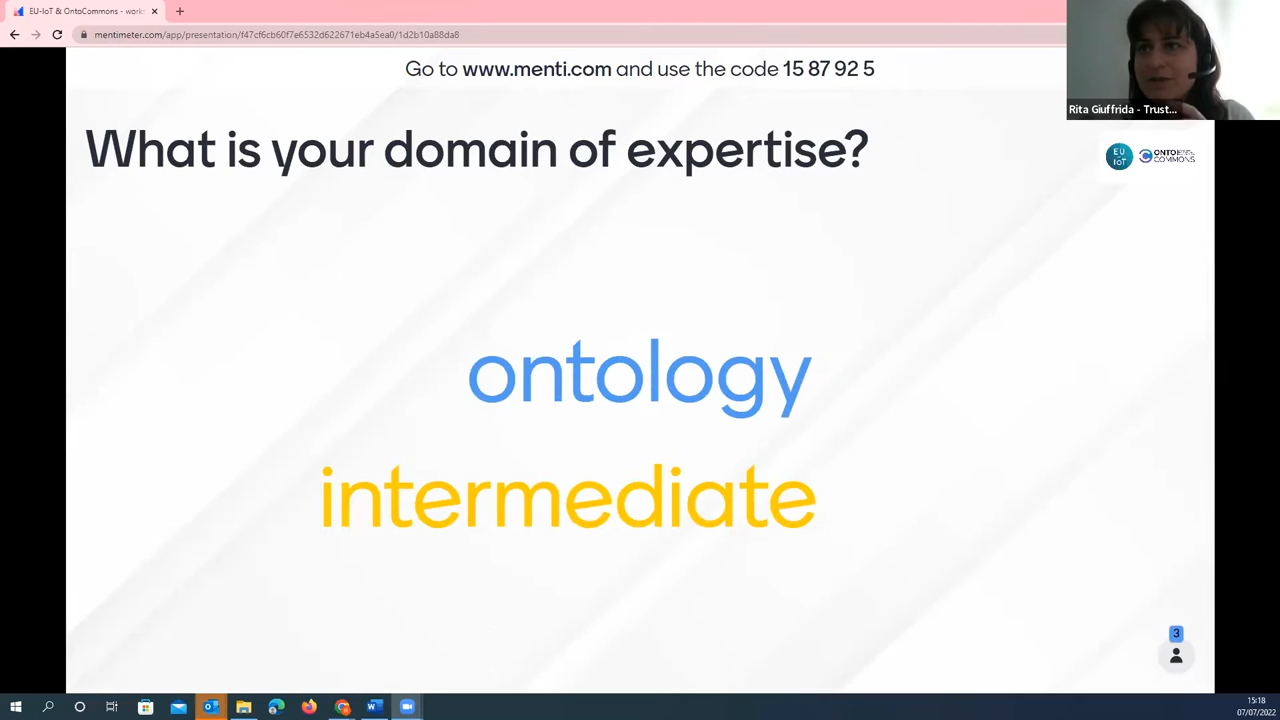 EU-IoT & OntoCommons - works
mentimeter.com/app/presentation/f47cf6cb60f7e6532d622671eb4a5ea0/1d2b10a88da8
Go to www.menti.com and use the code 15 87 92 5
Rita Giuffrida - Trust...
What is your domain of expertise?
EU
IoT
ONTO
COMMONS
ontology
intermediate
3
15:18
07/07/2022